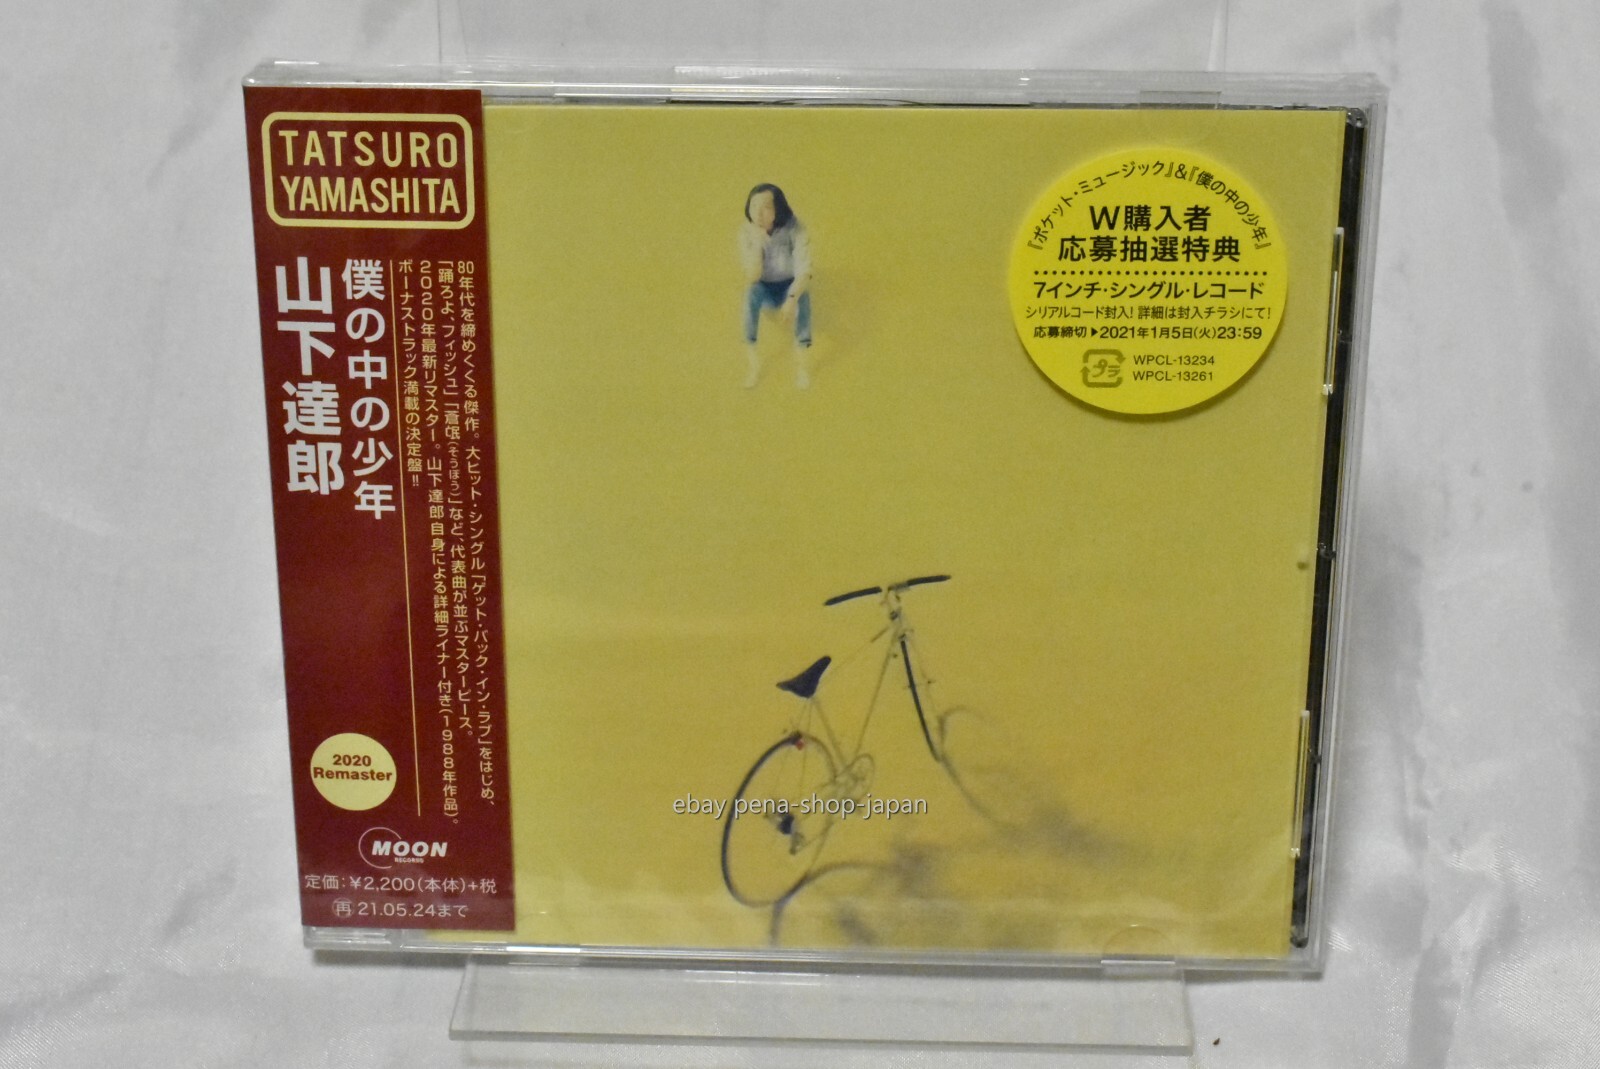 TATSURO
YAMASHITA
僕の中の少年
山下達郎
80年代を締めくくる傑作。大ヒット・シングル「ゲット・バック・イン・ラブ」をはじめ、
「踊ろよ、フィッシュ」「蒼氓(そうぼう)」など、代表曲が並ぶマスターピース。
2020年最新リマスター。山下達郎自身による詳細ライナー付き(1988年作品)。
ボーナストラック満載の決定盤!!
2020
Remaster
MOON
RECORDS
定価:¥2,200(本体)+税
再 21.05.24まで
『ポケット・ミュージック』&『僕の中の少年』
W購入者
応募抽選特典
7インチ・シングル・レコード
シリアルコード封入! 詳細は封入チラシにて!
応募締切▶2021年1月5日(火)23:59
プラ
WPCL-13234
WPCL-13261
ebay pena-shop-japan